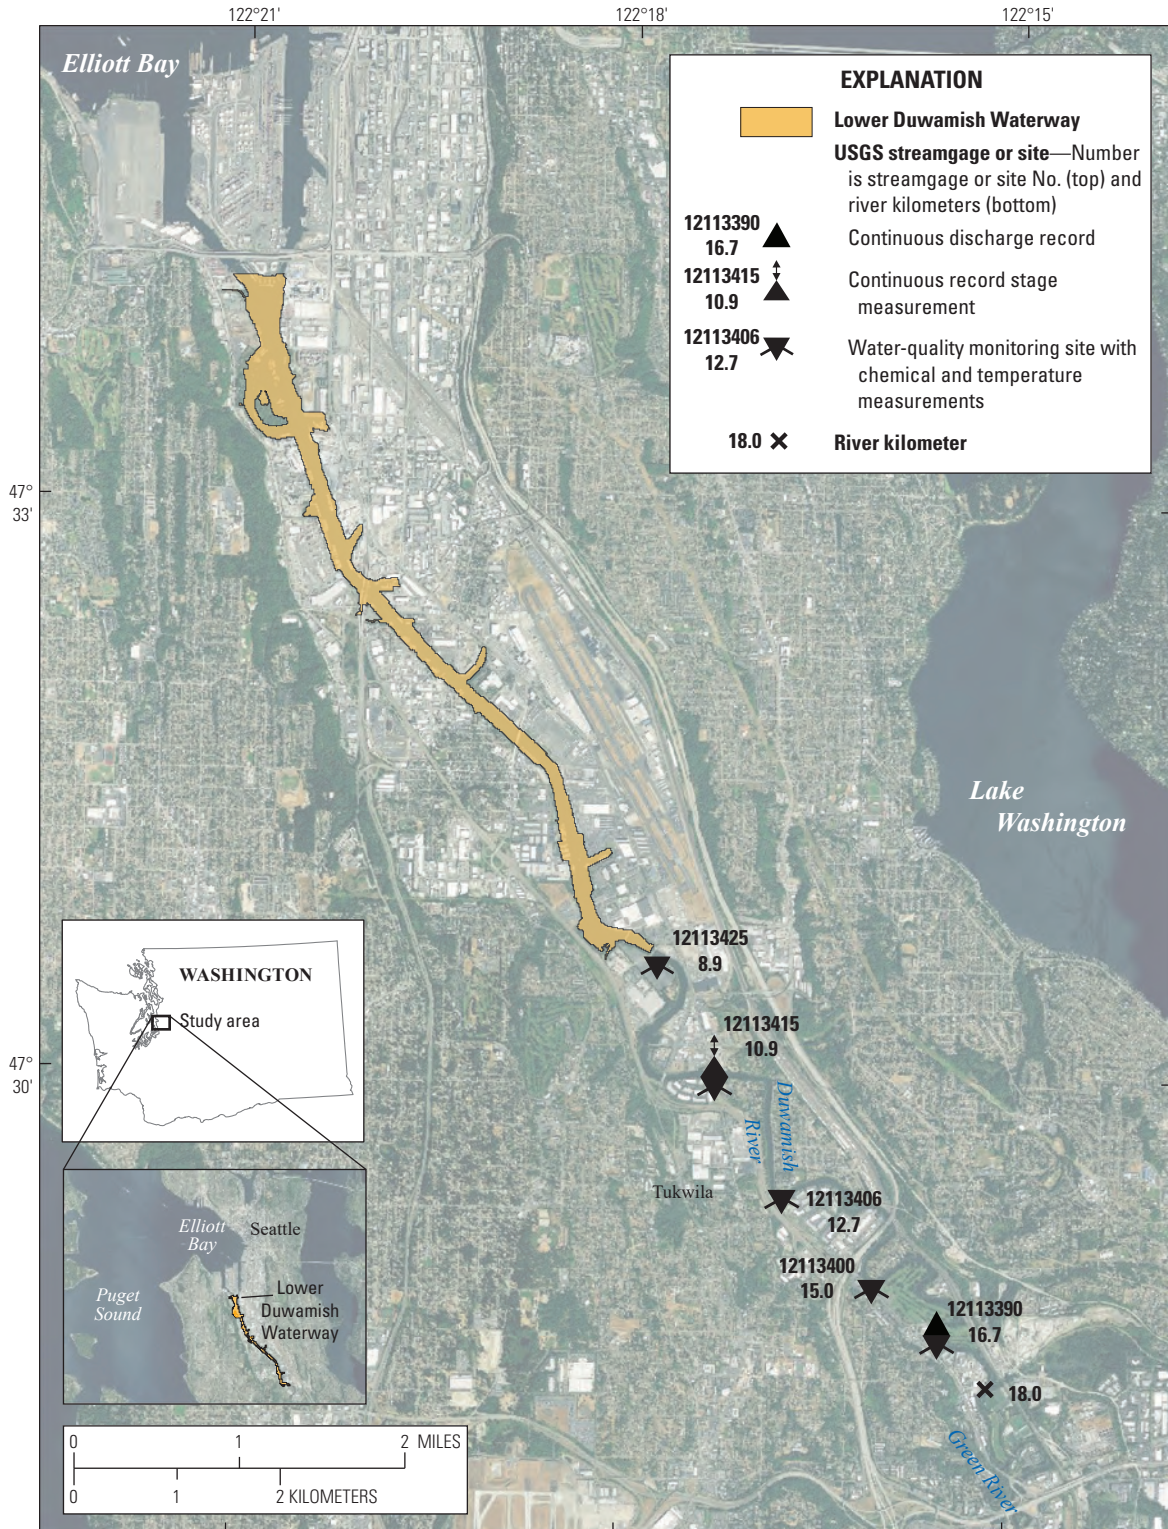 122°21'
122°18'
122°15'
Elliott Bay
EXPLANATION
Lower Duwamish Waterway
USGS streamgage or site—Number
is streamgage or site No. (top) and
river kilometers (bottom)
12113390
16.7
Continuous discharge record
12113415
10.9
Continuous record stage
measurement
12113406
12.7
Water-quality monitoring site with
chemical and temperature
measurements
18.0
River kilometer
47°
33'
Lake
Washington
12113425
8.9
WASHINGTON
Study area
12113415
10.9
47°
30'
Duwamish
River
Tukwila
12113406
12.7
12113400
15.0
12113390
16.7
18.0
Green River
Elliott
Bay
Seattle
Puget
Sound
Lower
Duwamish
Waterway
0 1 2 MILES
0 1 2 KILOMETERS